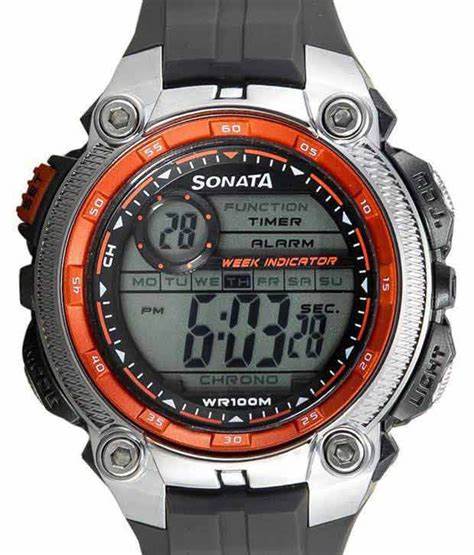 60
55 05
50 10
45 15
40 20
35 25
30
SONATA
FUNCTION
TIMER
28
ALARM
CH
WEEK INDICATOR
MO TU WE TH FR SA SU
PM SEC.
6:03 28
CHRONO
WR100M
ADJ.
LIGHT